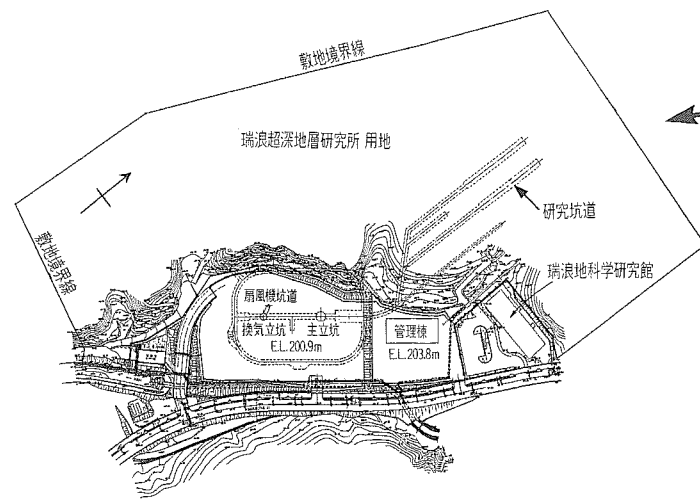 敷地境界線
瑞浪超深地層研究所 用地
研究坑道
敷地境界線
瑞浪地科学研究館
扇風機坑道
換気立坑 主立坑
E.L.200.9m
管理棟
E.L.203.8m